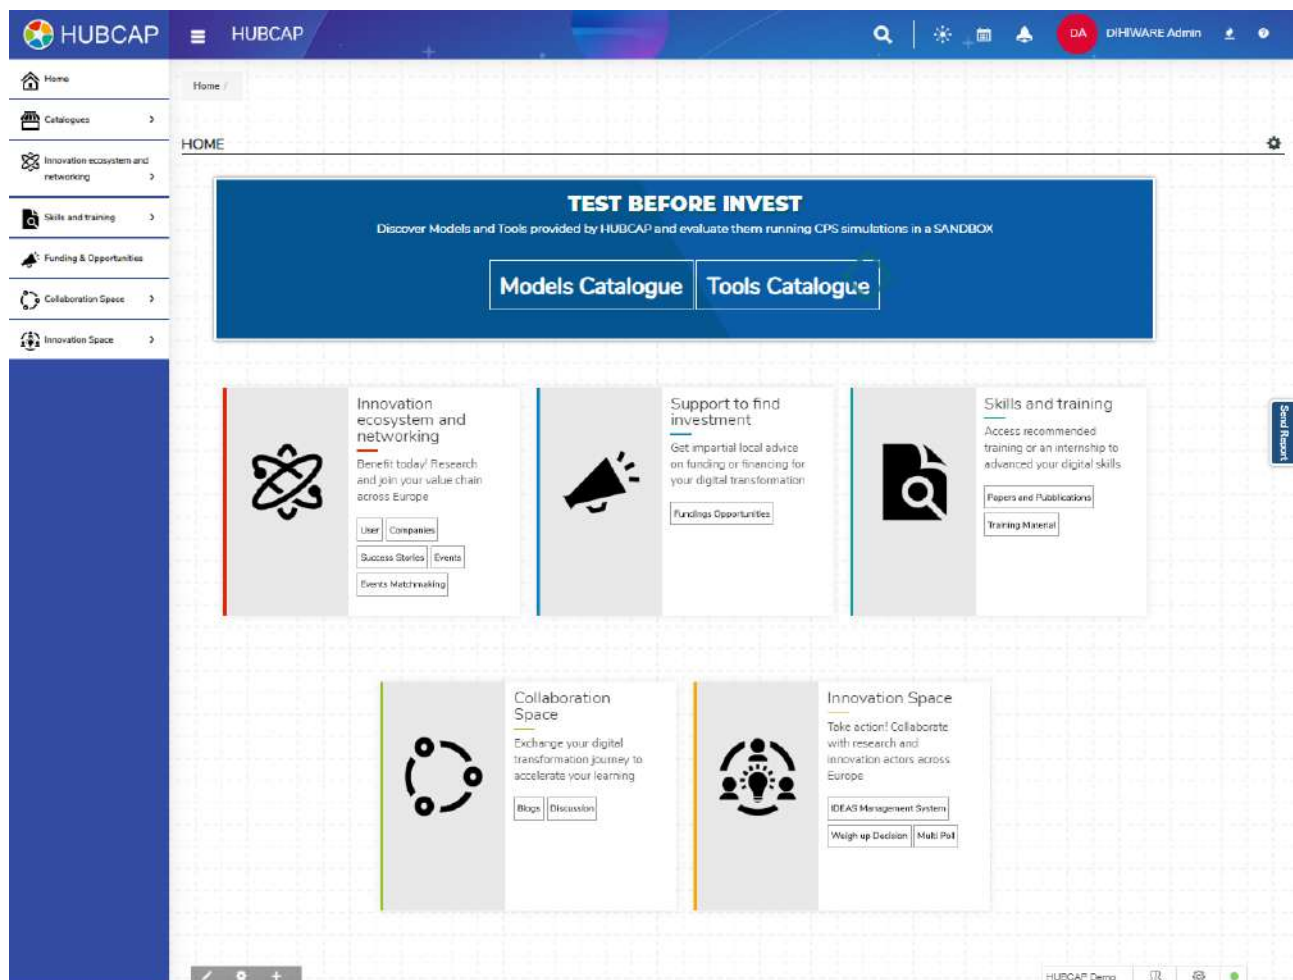 HUBCAP
HUBCAP
DA
DIHIWARE Admin
Home
Catalogues
Innovation ecosystem and
networking
Skills and training
Funding & Opportunities
Collaboration Space
Innovation Space
Home /
HOME
TEST BEFORE INVEST
Discover Models and Tools provided by HUBCAP and evaluate them running CPS simulations in a SANDBOX
Models Catalogue
Tools Catalogue
Innovation
ecosystem and
networking
Benefit today! Research
and join your value chain
across Europe
User Companies
Success Stories Events
Events Matchmaking
Support to find
investment
Get impartial local advice
on funding or financing for
your digital transformation
Fundings Opportunities
Skills and training
Access recommended
training or an internship to
advanced your digital skills
Papers and Pubblications
Training Material
Send Report
Collaboration
Space
Exchange your digital
transformation journey to
accelerate your learning
Blogs Discussion
Innovation Space
Take action! Collaborate
with research and
innovation actors across
Europe
IDEAS Management System
Weigh up Decision Multi Poll
HUBCAP Demo